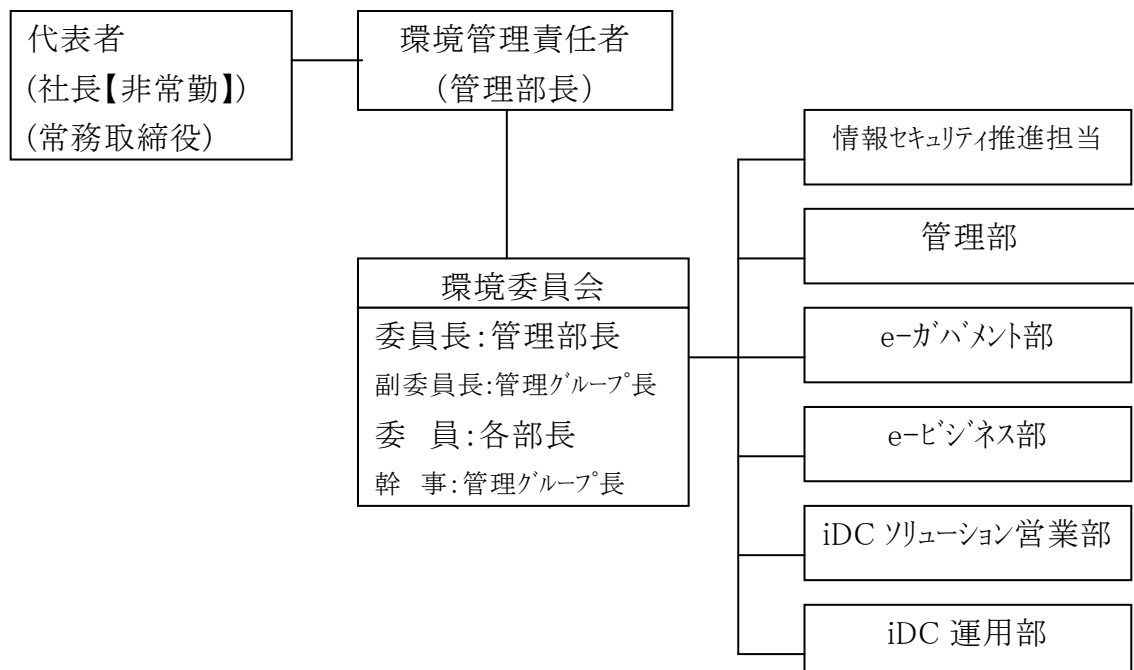 代表者
(社長【非常勤】)
(常務取締役)
環境管理責任者
(管理部長)
環境委員会
委員長:管理部長
副委員長:管理グループ長
委　員:各部長
幹　事:管理グループ長
情報セキュリティ推進担当
管理部
e-ガバメント部
e-ビジネス部
iDC ソリューション営業部
iDC 運用部